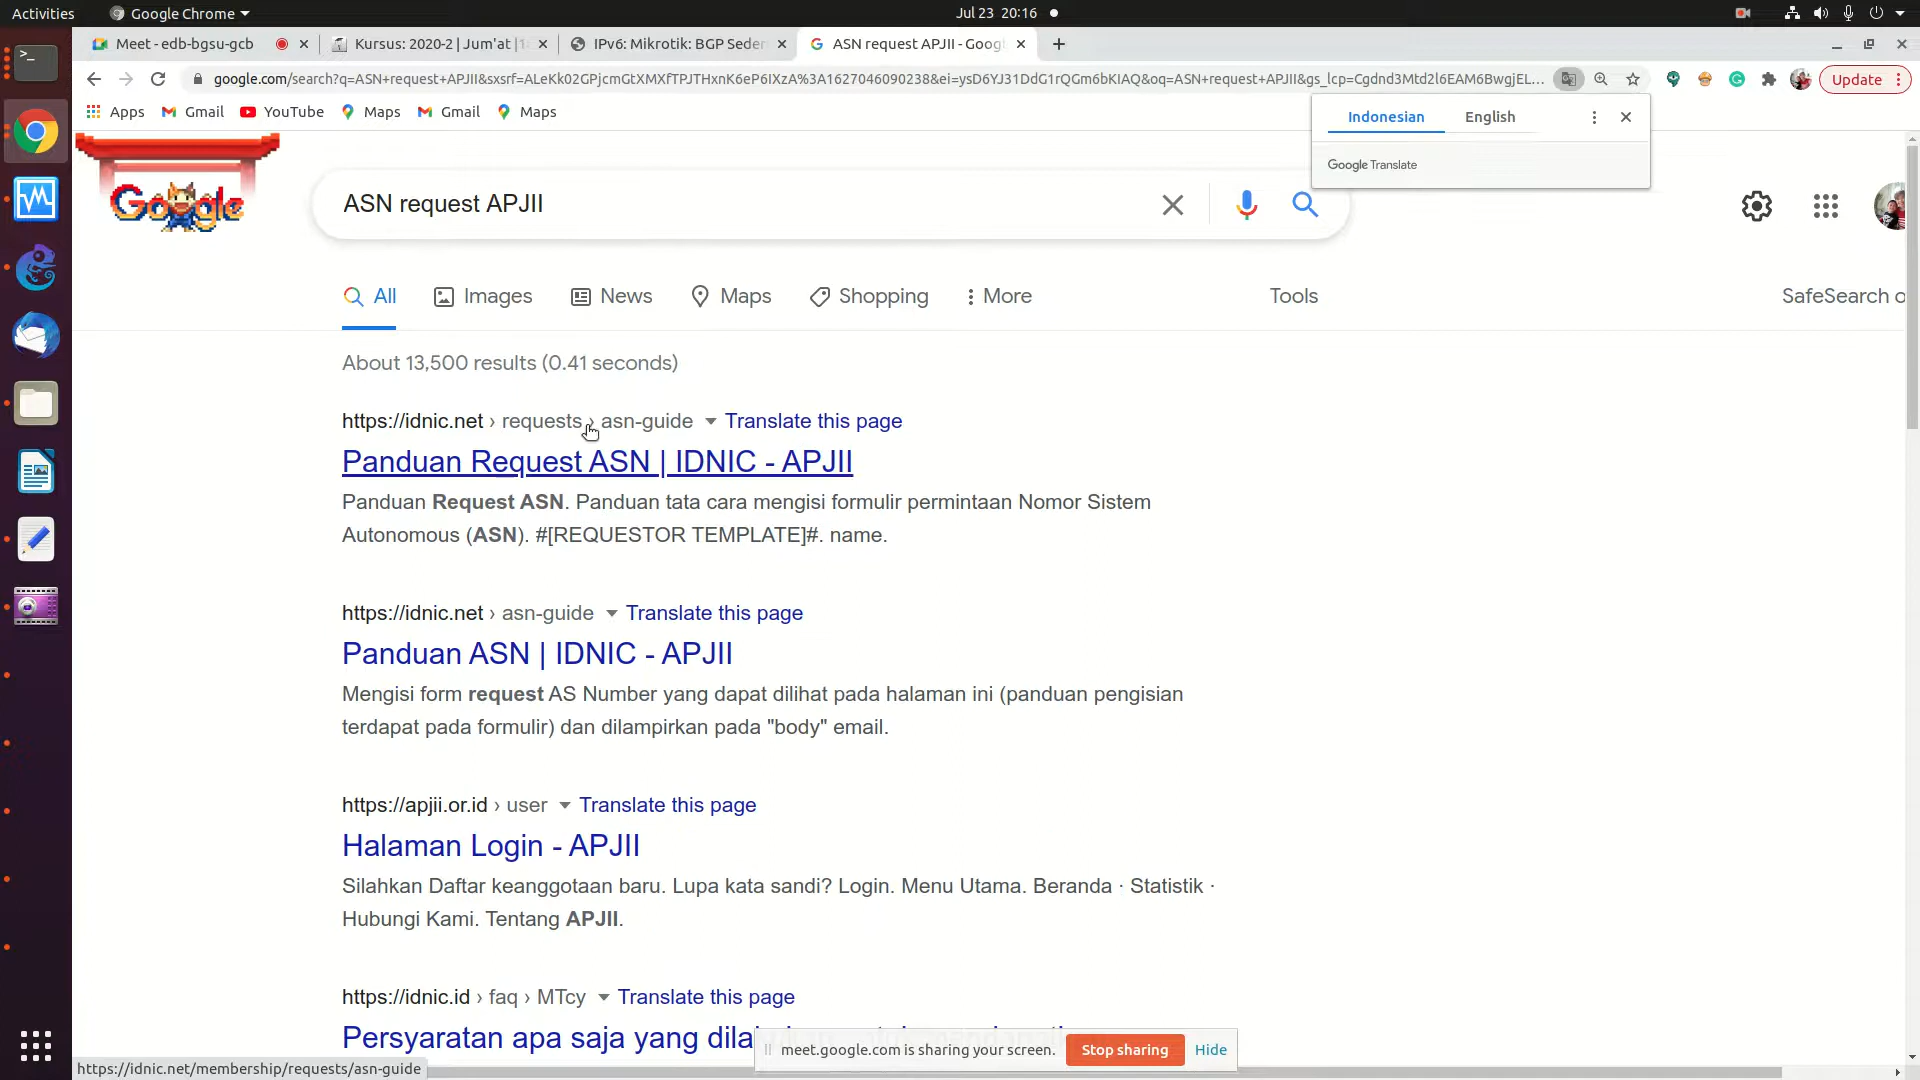 Activities
Google Chrome
Jul 23 20:16
Meet - edb-bgsu-gcb
Kursus: 2020-2 | Jum'at |
IPv6: Mikrotik: BGP Seder
ASN request APJII - Goog
google.com/search?q=ASN+request+APJII&sxsrf=ALeKk02GPjcmGtXMXfTPJTHxnK6eP6IXzA%3A1627046090238&ei=ysD6YJ31DdG1rQGm6bKIAQ&oq=ASN+request+APJII&gs_lcp=Cgdnd3Mtd2l6EAM6BwgjEL...
Update
Apps
Gmail
YouTube
Maps
Gmail
Maps
Indonesian
English
Google Translate
Google
ASN request APJII
All
Images
News
Maps
Shopping
More
Tools
SafeSearch o
About 13,500 results (0.41 seconds)
https://idnic.net › requests › asn-guide
Translate this page
Panduan Request ASN | IDNIC - APJII
Panduan Request ASN. Panduan tata cara mengisi formulir permintaan Nomor Sistem
Autonomous (ASN). #[REQUESTOR TEMPLATE]#. name.
https://idnic.net › asn-guide
Translate this page
Panduan ASN | IDNIC - APJII
Mengisi form request AS Number yang dapat dilihat pada halaman ini (panduan pengisian
terdapat pada formulir) dan dilampirkan pada "body" email.
https://apjii.or.id › user
Translate this page
Halaman Login - APJII
Silahkan Daftar keanggotaan baru. Lupa kata sandi? Login. Menu Utama. Beranda · Statistik ·
Hubungi Kami. Tentang APJII.
https://idnic.id › faq › MTcy
Translate this page
Persyaratan apa saja yang
meet.google.com is sharing your screen.
Stop sharing
Hide
https://idnic.net/membership/requests/asn-guide